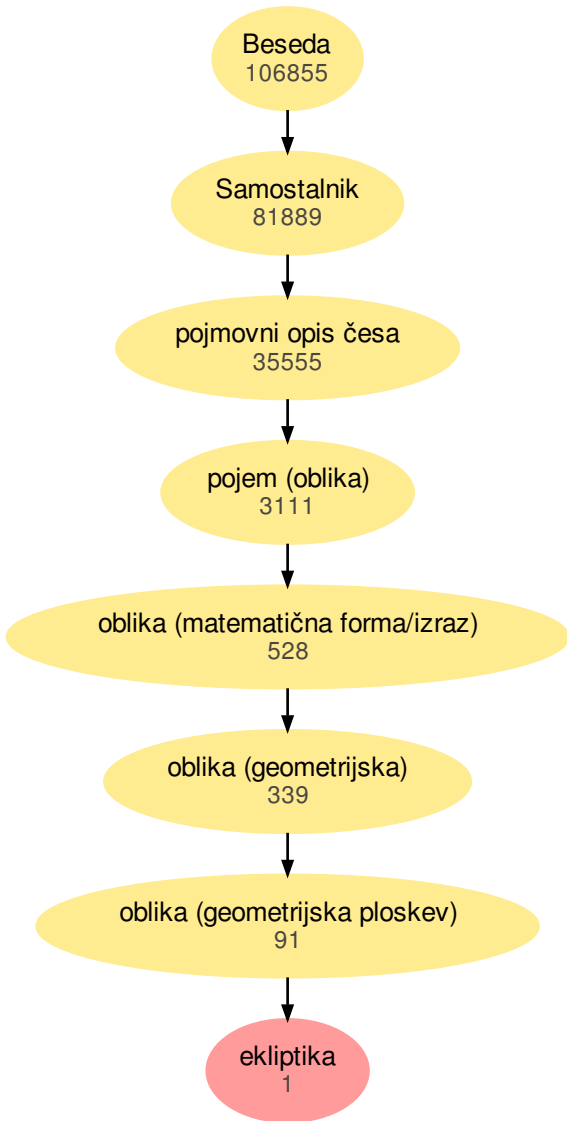 Beseda
106855
Samostalnik
81889
pojmovni opis česa
35555
pojem (oblika)
3111
oblika (matematična forma/izraz)
528
oblika (geometrijska)
339
oblika (geometrijska ploskev)
91
ekliptika
1